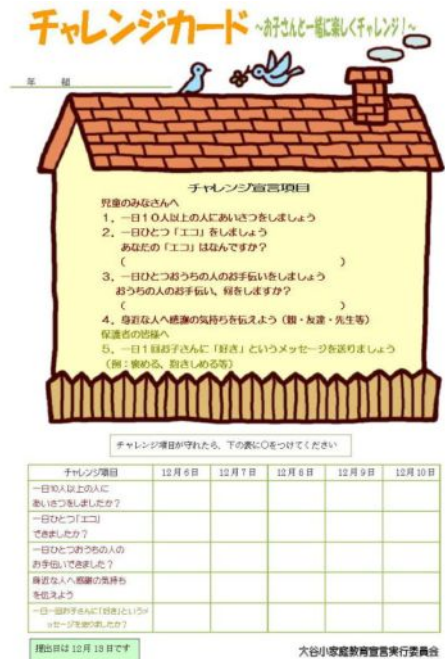 チャレンジカード ～お子さんと一緒に楽しくチャレンジ！～
年 組
チャレンジ宣言項目
児童のみなさんへ
1、一日10人以上の人にあいさつをしましょう
2、一日ひとつ「エコ」をしましょう
あなたの「エコ」はなんですか？
（ ）
3、一日ひとつおうちの人のお手伝いをしましょう
おうちの人のお手伝い、何をしますか？
（ ）
4、身近な人へ感謝の気持ちを伝えよう（親・友達・先生等）
保護者の皆様へ
5、一日1回お子さんに「好き」というメッセージを送りましょう
（例：褒める、抱きしめる等）
チャレンジ項目が守れたら、下の表に○をつけてください
チャレンジ項目 12月6日 12月7日 12月8日 12月9日 12月10日
一日10人以上の人に
あいさつをしましたか？
一日ひとつ「エコ」
できましたか？
一日ひとつおうちの人の
お手伝いできました？
身近な人へ感謝の気持ち
を伝えよう
一日一回お子さんに「好き」というメ
ッセージを送りましたか？
提出日は12月13日です
大谷小家庭教育宣言実行委員会